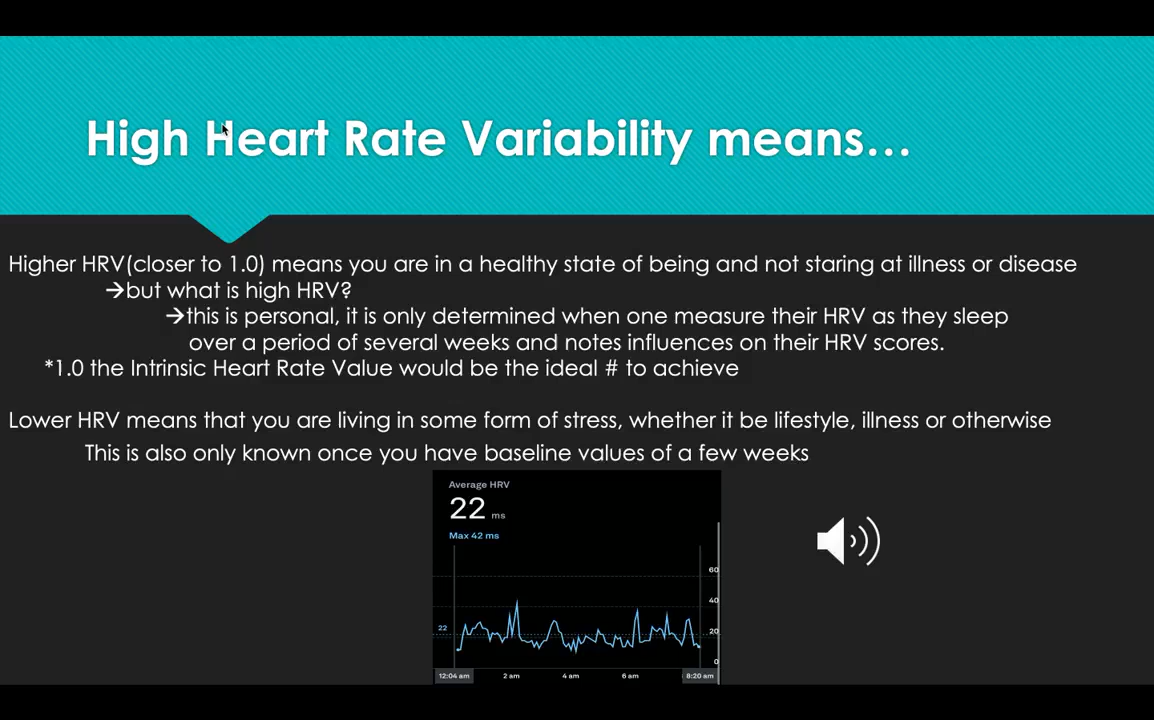 High Heart Rate Variability means...
Higher HRV(closer to 1.0) means you are in a healthy state of being and not staring at illness or disease
→but what is high HRV?
→this is personal, it is only determined when one measure their HRV as they sleep
over a period of several weeks and notes influences on their HRV scores.
*1.0 the Intrinsic Heart Rate Value would be the ideal # to achieve
Lower HRV means that you are living in some form of stress, whether it be lifestyle, illness or otherwise
This is also only known once you have baseline values of a few weeks
Average HRV
22 ms
Max 42 ms
60
40
22
20
0
12:04 am 2 am 4 am 6 am 8:20 am